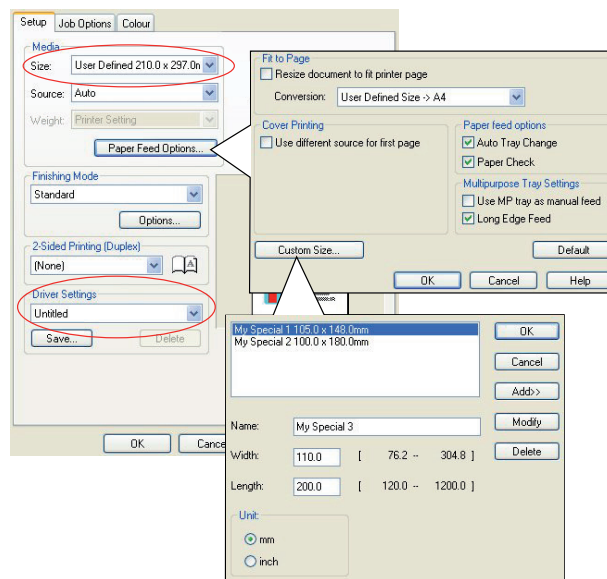 Setup Job Options Colour
Media
Size: User Defined 210.0 x 297.0n
Source: Auto
Weight: Printer Setting
Paper Feed Options...
Finishing Mode
Standard
Options...
2-Sided Printing (Duplex)
(None)
A
Driver Settings
Untitled
Save... Delete
OK Cance
Fit to Page
Resize document to fit printer page
Conversion: User Defined Size -> A4
Cover Printing
Use different source for first page
Paper feed options
Auto Tray Change
Paper Check
Multipurpose Tray Settings
Use MP tray as manual feed
Long Edge Feed
Custom Size... Default
OK Cancel Help
My Special 1 105.0 x 148.0mm
My Special 2 100.0 x 180.0mm
OK
Cancel
Add>>
Modify
Delete
Name: My Special 3
Width: 110.0 [ 76.2 -- 304.8 ]
Length: 200.0 [ 120.0 -- 1200.0 ]
Unit
mm
inch